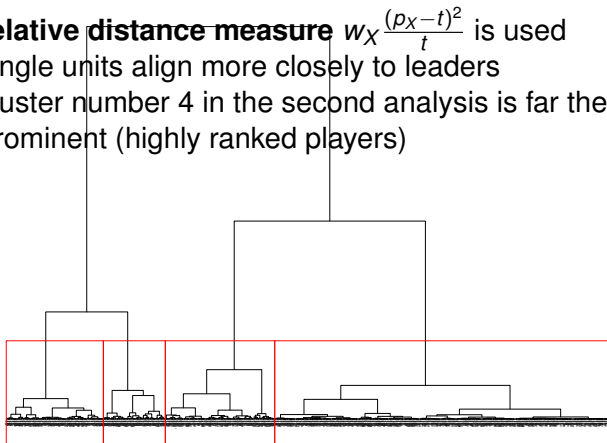 elative distance measure w_X \frac{(p_X−t)^2}{t} is used
ngle units align more closely to leaders
uster number 4 in the second analysis is far the
rominent (highly ranked players)